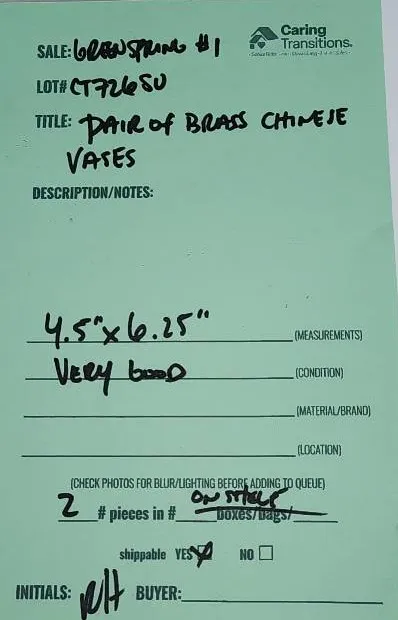 Caring
Transitions.
SALE: GREENSPRING #1
LOT# CT7265U
TITLE: PAIR OF BRASS CHINESE
VASES
DESCRIPTION/NOTES:
4.5" x 6.25" (MEASUREMENTS)
VERY GOOD (CONDITION)
(MATERIAL/BRAND)
(LOCATION)
(CHECK PHOTOS FOR BLUR/LIGHTING BEFORE ADDING TO QUEUE)
ON SHELF
2 # pieces in # boxes/bags/
shippable YES NO
INITIALS: RH BUYER: